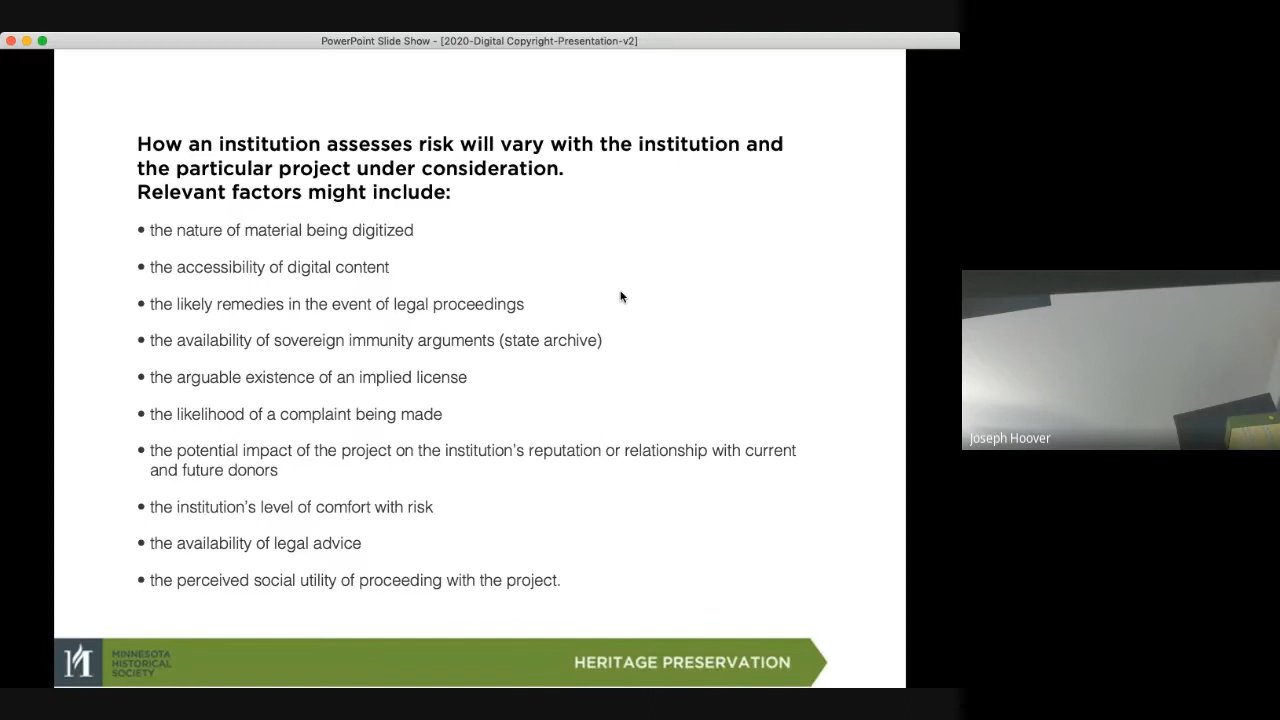 PowerPoint Slide Show - [2020-Digital Copyright-Presentation-v2]
How an institution assesses risk will vary with the institution and
the particular project under consideration.
Relevant factors might include:
• the nature of material being digitized
• the accessibility of digital content
• the likely remedies in the event of legal proceedings
• the availability of sovereign immunity arguments (state archive)
• the arguable existence of an implied license
• the likelihood of a complaint being made
• the potential impact of the project on the institution's reputation or relationship with current
and future donors
• the institution's level of comfort with risk
• the availability of legal advice
• the perceived social utility of proceeding with the project.
MINNESOTA
HISTORICAL
SOCIETY
HERITAGE PRESERVATION
Joseph Hoover